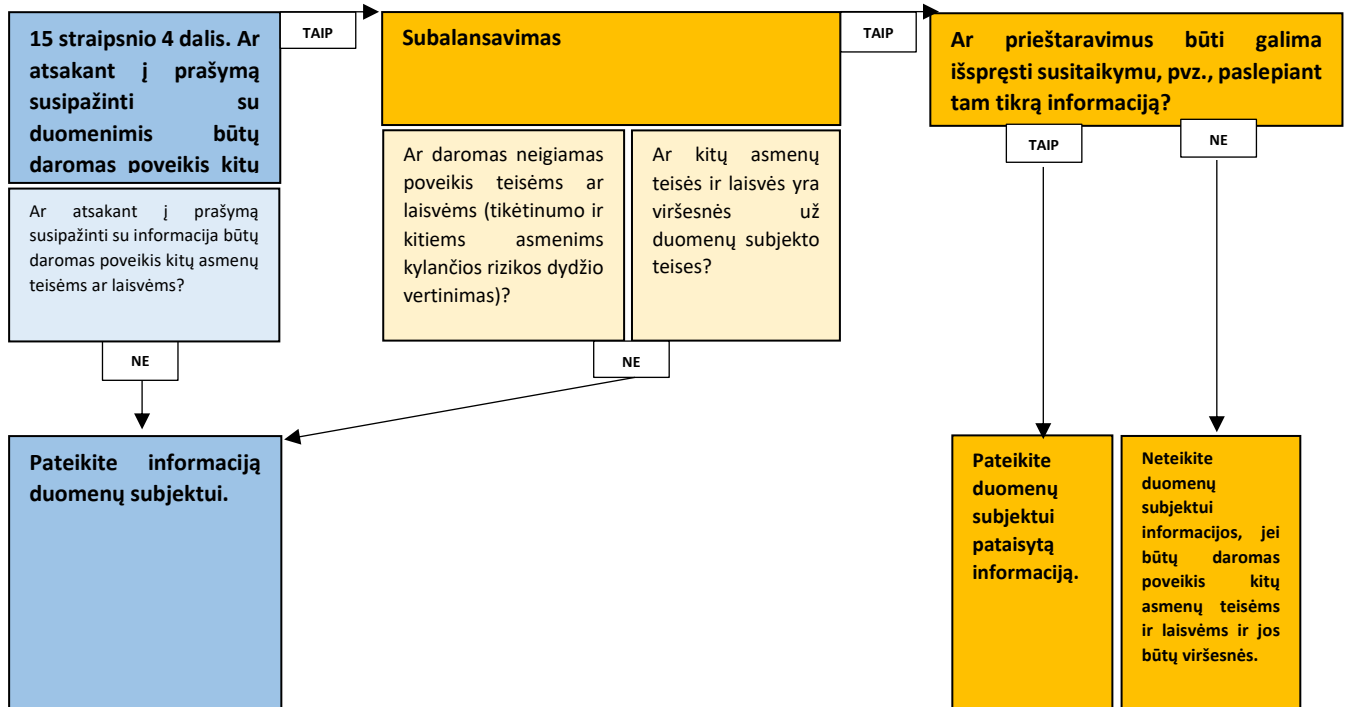 15 straipsnio 4 dalis. Ar
atsakant į prašymą
susipažinti su
duomenimis būtų
daromas poveikis kitų
TAIP
Ar atsakant į prašymą
susipažinti su informacija būtų
daromas poveikis kitų asmenų
teisėms ar laisvėms?
NE
Pateikite informaciją
duomenų subjektui.
Subalansavimas
TAIP
Ar daromas neigiamas
poveikis teisėms ar
laisvėms (tikėtinumo ir
kitiems asmenims
kylančios rizikos dydžio
vertinimas)?
Ar kitų asmenų
teisės ir laisvės yra
viršesnės už
duomenų subjekto
teises?
NE
Ar prieštaravimus būti galima
išspręsti susitaikymu, pvz., paslepiant
tam tikrą informaciją?
TAIP
NE
Pateikite
duomenų
subjektui
pataisytą
informaciją.
Neteikite
duomenų
subjektui
informacijos, jei
būtų daromas
poveikis kitų
asmenų teisėms
ir laisvėms ir jos
būtų viršesnės.